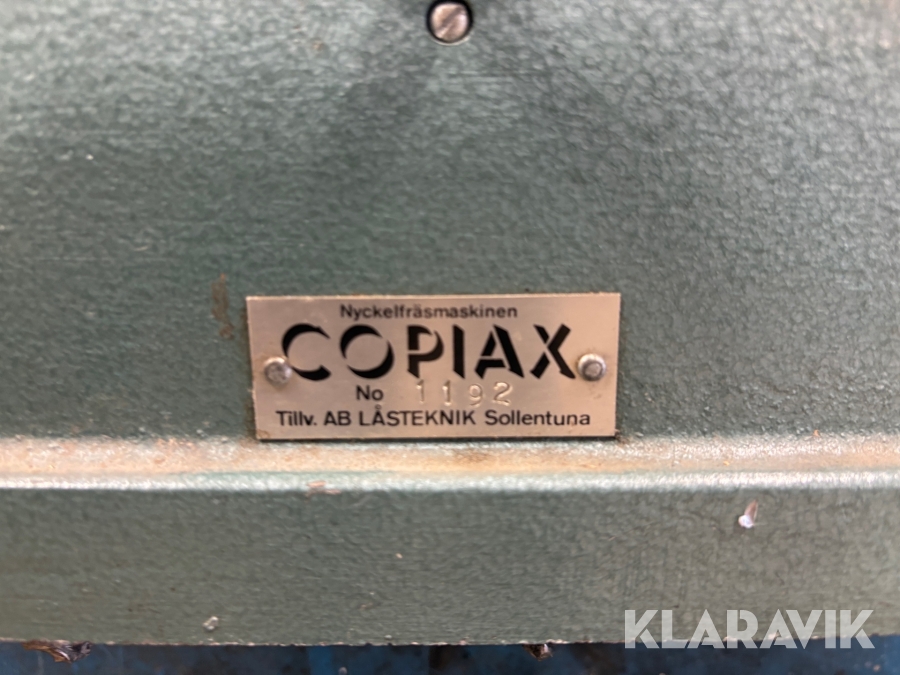 Nyckelfräsmaskinen
COPIAX
No 1192
Tillv. AB LÅSTEKNIK Sollentuna
KLARAVIK